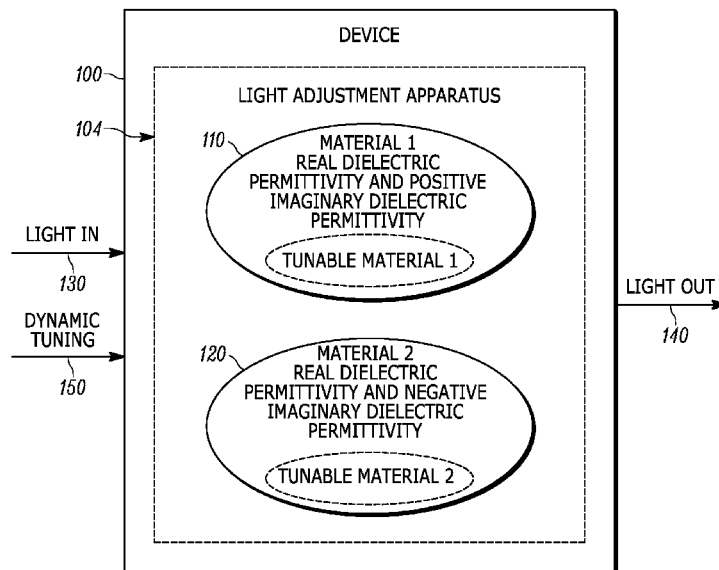 DEVICE
100
LIGHT ADJUSTMENT APPARATUS
104
110
MATERIAL 1
REAL DIELECTRIC
PERMITTIVITY AND POSITIVE
IMAGINARY DIELECTRIC
PERMITTIVITY
TUNABLE MATERIAL 1
LIGHT IN
130
LIGHT OUT
140
DYNAMIC
TUNING
150
120
MATERIAL 2
REAL DIELECTRIC
PERMITTIVITY AND NEGATIVE
IMAGINARY DIELECTRIC
PERMITTIVITY
TUNABLE MATERIAL 2